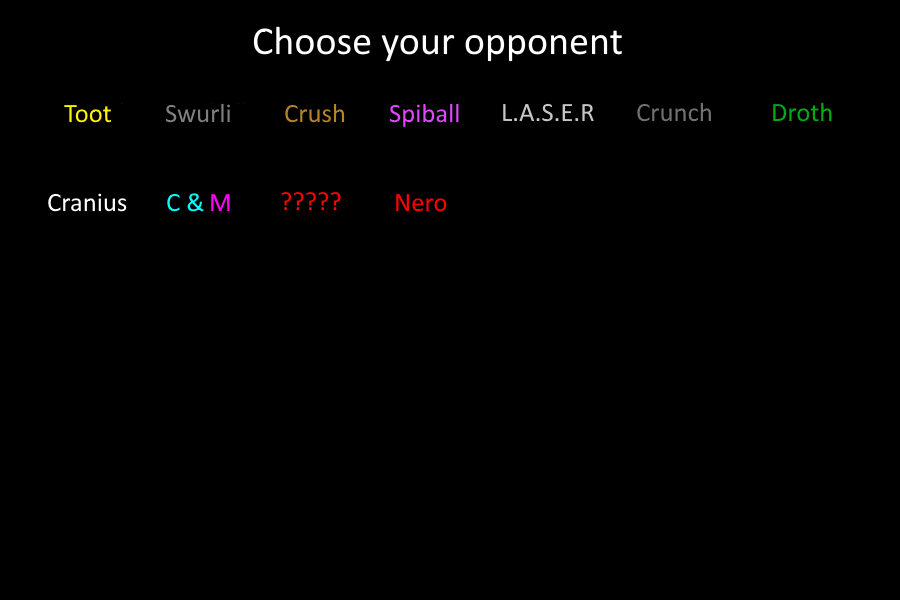 Choose your opponent
Toot Swurli Crush Spiball L.A.S.E.R Crunch Droth
Cranius C & M ????? Nero